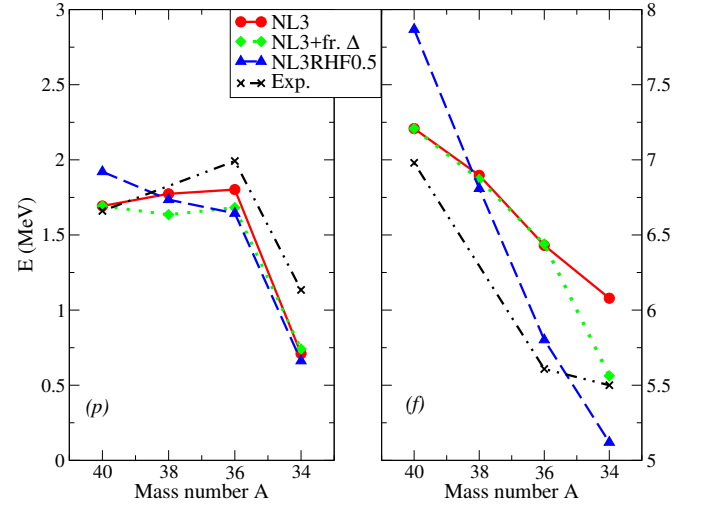 NL3
NL3+fr. Δ
NL3RHF0.5
Exp.
3
2.5
2
1.5
1
0.5
0
E (MeV)
(p)
40 38 36 34
Mass number A
8
7.5
7
6.5
6
5.5
5
(f)
40 38 36 34
Mass number A